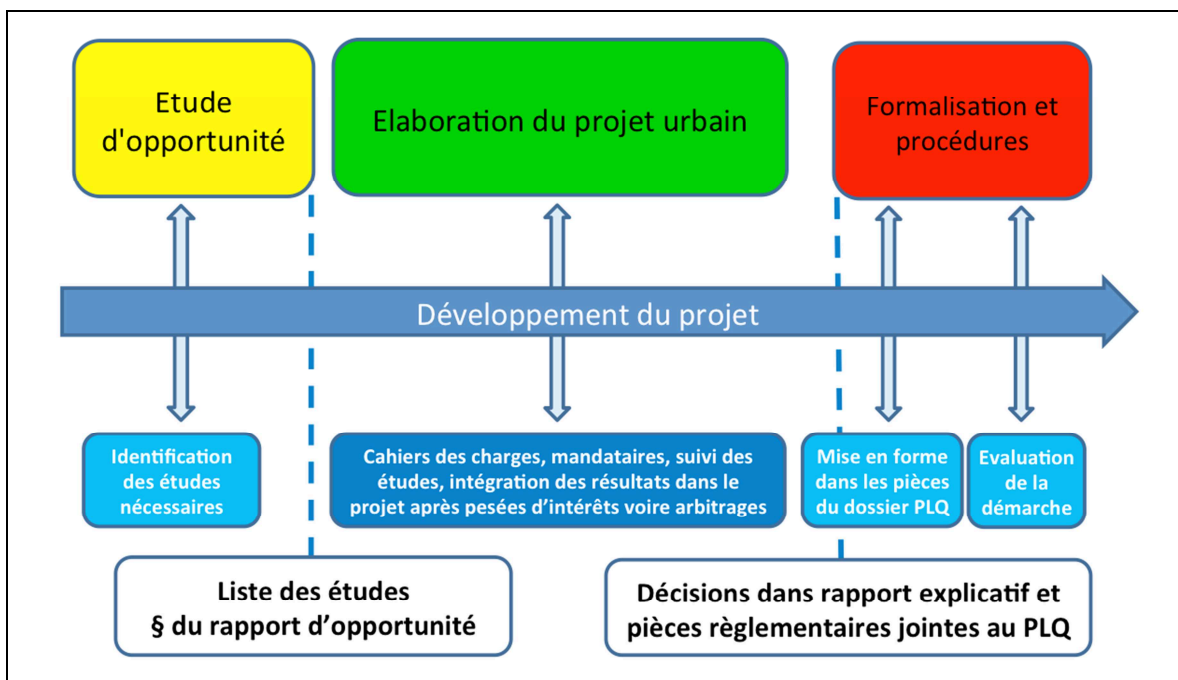 Etude
d'opportunité
Elaboration du projet urbain
Formalisation et
procédures
Développement du projet
Identification
des études
nécessaires
Cahiers des charges, mandataires, suivi des
études, intégration des résultats dans le
projet après pesées d’intérêts voire arbitrages
Mise en forme
dans les pièces
du dossier PLQ
Evaluation
de la
démarche
Liste des études
§ du rapport d’opportunité
Décisions dans rapport explicatif et
pièces règlementaires jointes au PLQ